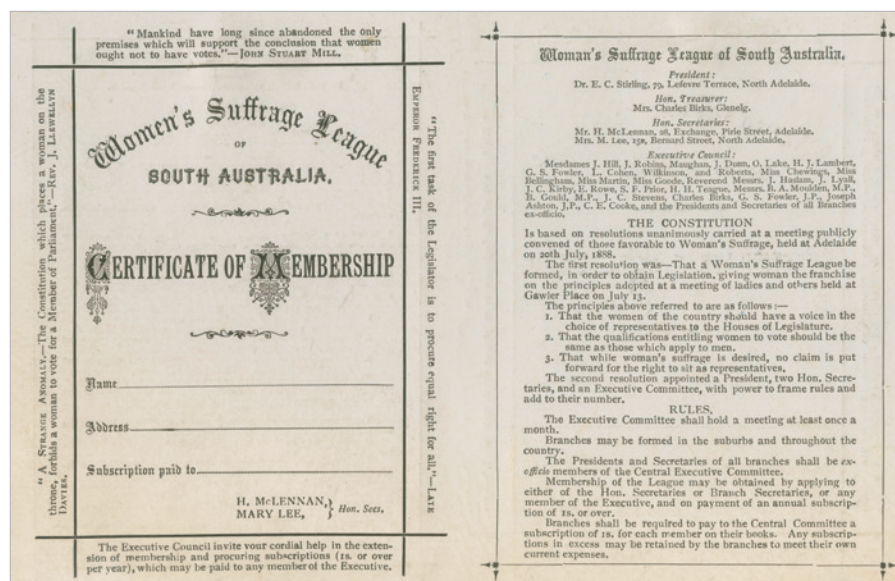 "Mankind have long since abandoned the only
premises which will support the conclusion that women
ought not to have votes."—JOHN STUART MILL.
"A STRANGE ANOMALY.—The Constitution which places a woman on the
throne, forbids a woman to vote for a Member of Parliament."—REV. J. LLEWELLYN
DAVIES.
Women's Suffrage League
OF
SOUTH AUSTRALIA.
CERTIFICATE OF MEMBERSHIP
Name
Address
Subscription paid to
H. McLENNAN, } Hon. Secs.
MARY LEE,
"The first task of the Legislator is to procure equal right for all."—LATE
EMPEROR FREDERICK III.
The Executive Council invite your cordial help in the exten-
sion of membership and procuring subscriptions (1s. or over
per year), which may be paid to any member of the Executive.
Woman's Suffrage League of South Australia.
President:
Dr. E. C. Stirling, 79, Lefevre Terrace, North Adelaide.
Hon. Treasurer:
Mrs. Charles Birks, Glenelg.
Hon. Secretaries:
Mr. H. McLennan, 28, Exchange, Pirie Street, Adelaide.
Mrs. M. Lee, Barnard Street, North Adelaide.
Executive Council:
Mesdames J. Hill, J. Robins, Maughan, J. Dunn, O. Lake, H. J. Lambert,
G. S. Fowler, L. Cohen, Wilkinson, and Roberts, Miss Chewings, Miss
Bellingham, Miss Martin, Miss Goode, Reverend Messrs. J. Haslam, J. Lyall,
J. C. Kirby, E. Rowe, S. F. Prior, H. H. Teague, Messrs. B. A. Moulden, M.P.,
B. Gould, M.P., J. C. Stevens, Charles Birks, G. S. Fowler, J.P., Joseph
Ashton, J.P., C. E. Cooke, and the Presidents and Secretaries of all Branches
ex-officio.
THE CONSTITUTION
Is based on resolutions unanimously carried at a meeting publicly
convened of those favorable to Woman's Suffrage, held at Adelaide
on 20th July, 1888.
The first resolution was—That a Woman's Suffrage League be
formed, in order to obtain Legislation, giving woman the franchise
on the principles adopted at a meeting of ladies and others held at
Gawler Place on July 13.
The principles above referred to are as follows:—
1. That the women of the country should have a voice in the
choice of representatives to the Houses of Legislature.
2. That the qualifications entitling women to vote should be the
same as those which apply to men.
3. That while woman's suffrage is desired, no claim is put
forward for the right to sit as representatives.
The second resolution appointed a President, two Hon. Secre-
taries, and an Executive Committee, with power to frame rules and
add to their number.
RULES.
The Executive Committee shall hold a meeting at least once a
month.
Branches may be formed in the suburbs and throughout the
country.
The Presidents and Secretaries of all branches shall be ex-
officio members of the Central Executive Committee.
Membership of the League may be obtained by applying to
either of the Hon. Secretaries or Branch Secretaries, or any
member of the Executive, and on payment of an annual subscrip-
tion of 1s. or over.
Branches shall be required to pay to the Central Committee a
subscription of 1s. for each member on their books. Any subscrip-
tions in excess may be retained by the branches to meet their own
current expenses.